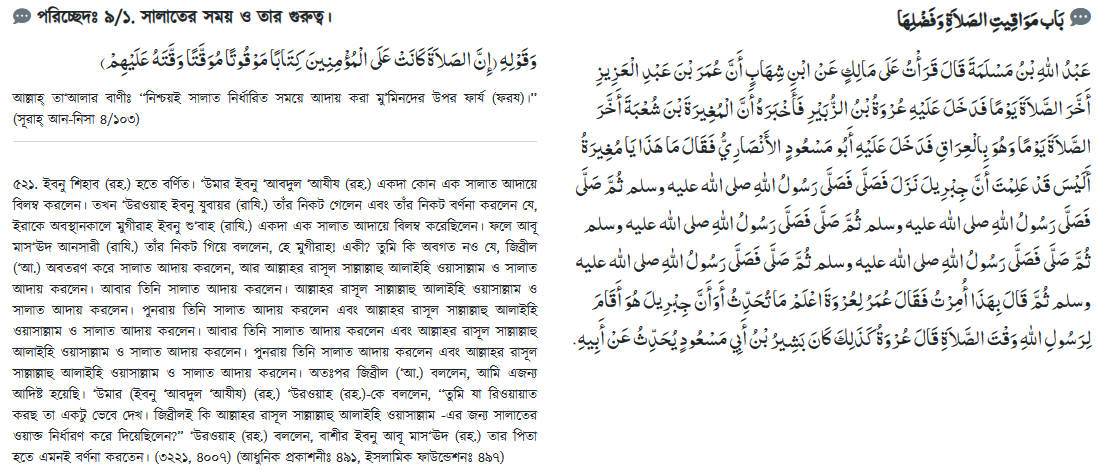 পরিচ্ছেদঃ ৯/১. সালাতের সময় ও তার গুরুত্ব।
وَقَوْلِهِ (إِنَّ الصَّلاَةَ كَانَتْ عَلَى الْمُؤْمِنِينَ كِتَابًا مَوْقُوتًا مُوَقَّتًا وَقَّتَهُ عَلَيْهِمْ)
আল্লাহ্ তা‘আলার বাণীঃ ‘‘নিশ্চয়ই সালাত নির্ধারিত সময়ে আদায় করা মু’মিনদের উপর ফার্য (ফরয)।’’
(সূরাহ্ আন-নিসা ৪/১০৩)
৫২১. ইবনু শিহাব (রহ.) হতে বর্ণিত। ‘উমার ইবনু ‘আবদুল ‘আযীয (রহ.) একদা কোন এক সালাত আদায়ে
বিলম্ব করলেন। তখন ‘উরওয়াহ ইবনু যুবায়র (রাযি.) তাঁর নিকট গেলেন এবং তাঁর নিকট বর্ণনা করলেন যে,
ইরাকে অবস্থানকালে মুগীরাহ ইবনু শু‘বাহ (রাযি.) একদা এক সালাত আদায়ে বিলম্ব করেছিলেন। ফলে আবূ
মাস‘ঊদ আনসারী (রাযি.) তাঁর নিকট গিয়ে বললেন, হে মুগীরাহ! একী? তুমি কি অবগত নও যে, জিব্রীল
(‘আ.) অবতরণ করে সালাত আদায় করলেন, আর আল্লাহর রাসূল সাল্লাল্লাহু আলাইহি ওয়াসাল্লাম ও সালাত
আদায় করলেন। আবার তিনি সালাত আদায় করলেন। আল্লাহর রাসূল সাল্লাল্লাহু আলাইহি ওয়াসাল্লাম ও
সালাত আদায় করলেন। পুনরায় তিনি সালাত আদায় করলেন এবং আল্লাহর রাসূল সাল্লাল্লাহু আলাইহি
ওয়াসাল্লাম ও সালাত আদায় করলেন। আবার তিনি সালাত আদায় করলেন এবং আল্লাহর রাসূল সাল্লাল্লাহু
আলাইহি ওয়াসাল্লাম ও সালাত আদায় করলেন। পুনরায় তিনি সালাত আদায় করলেন এবং আল্লাহর রাসূল
সাল্লাল্লাহু আলাইহি ওয়াসাল্লাম ও সালাত আদায় করলেন। অতঃপর জিব্রীল (‘আ.) বললেন, আমি এজন্য
আদিষ্ট হয়েছি। ‘উমার (ইবনু ‘আবদুল ‘আযীয) (রহ.) ‘উরওয়াহ (রহ.)-কে বললেন, ‘‘তুমি যা রিওয়ায়াত
করছ তা একটু ভেবে দেখ। জিব্রীলই কি আল্লাহর রাসূল সাল্লাল্লাহু আলাইহি ওয়াসাল্লাম -এর জন্য সালাতের
ওয়াক্ত নির্ধারণ করে দিয়েছিলেন?’’ ‘উরওয়াহ (রহ.) বললেন, বাশীর ইবনু আবূ মাস‘ঊদ (রহ.) তার পিতা
হতে এমনই বর্ণনা করতেন। (৩২২১, ৪০০৭) (আধুনিক প্রকাশনীঃ ৪৯১, ইসলামিক ফাউন্ডেশনঃ ৪৯৭)
بَاب مَوَاقِيتِ الصَّلاَةِ وَفَضْلِهَا
عَبْدُ اللهِ بْنُ مَسْلَمَةَ قَالَ قَرَأْتُ عَلَى مَالِكٍ عَنْ ابْنِ شِهَابٍ أَنَّ عُمَرَ بْنَ عَبْدِ الْعَزِيزِ
أَخَّرَ الصَّلاَةَ يَوْمًا فَدَخَلَ عَلَيْهِ عُرْوَةُ بْنُ الزُّبَيْرِ فَأَخْبَرَهُ أَنَّ الْمُغِيرَةَ بْنَ شُعْبَةَ أَخَّرَ
الصَّلاَةَ يَوْمًا وَهُوَ بِالْعِرَاقِ فَدَخَلَ عَلَيْهِ أَبُو مَسْعُودٍ الأَنْصَارِيُّ فَقَالَ مَا هَذَا يَا مُغِيرَةُ
أَلَيْسَ قَدْ عَلِمْتَ أَنَّ جِبْرِيلَ نَزَلَ فَصَلَّى فَصَلَّى رَسُولُ اللهِ صلى الله عليه وسلم ثُمَّ صَلَّى
فَصَلَّى رَسُولُ اللهِ صلى الله عليه وسلم ثُمَّ صَلَّى فَصَلَّى رَسُولُ اللهِ صلى الله عليه وسلم
ثُمَّ صَلَّى فَصَلَّى رَسُولُ اللهِ صلى الله عليه وسلم ثُمَّ صَلَّى فَصَلَّى رَسُولُ اللهِ صلى الله عليه
وسلم ثُمَّ قَالَ بِهَذَا أُمِرْتُ فَقَالَ عُمَرُ لِعُرْوَةَ اعْلَمْ مَا تُحَدِّثُ أَوَأَنَّ جِبْرِيلَ هُوَ أَقَامَ
لِرَسُولِ اللهِ وَقْتَ الصَّلاَةِ قَالَ عُرْوَةُ كَذَلِكَ كَانَ بَشِيرُ بْنُ أَبِي مَسْعُودٍ يُحَدِّثُ عَنْ أَبِيهِ.